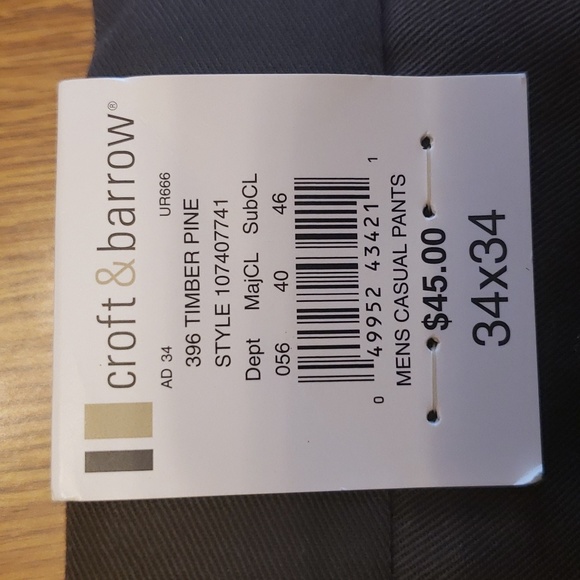 croft & barrow®
AD 34 UR666
396 TIMBER PINE
STYLE 107407741
Dept MajCL SubCL
056 40 46
0 49952 43421 1
MENS CASUAL PANTS
$45.00
34x34